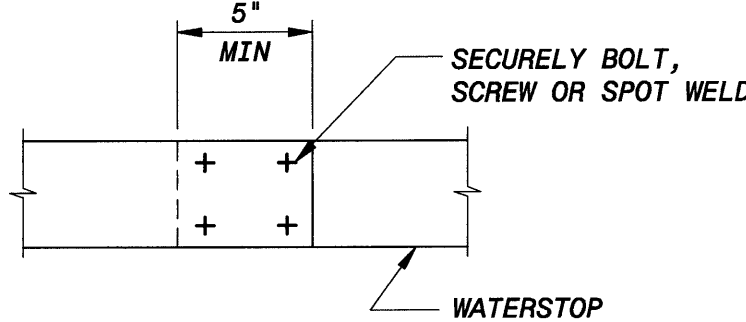 5"
MIN
SECURELY BOLT,
SCREW OR SPOT WELD
WATERSTOP